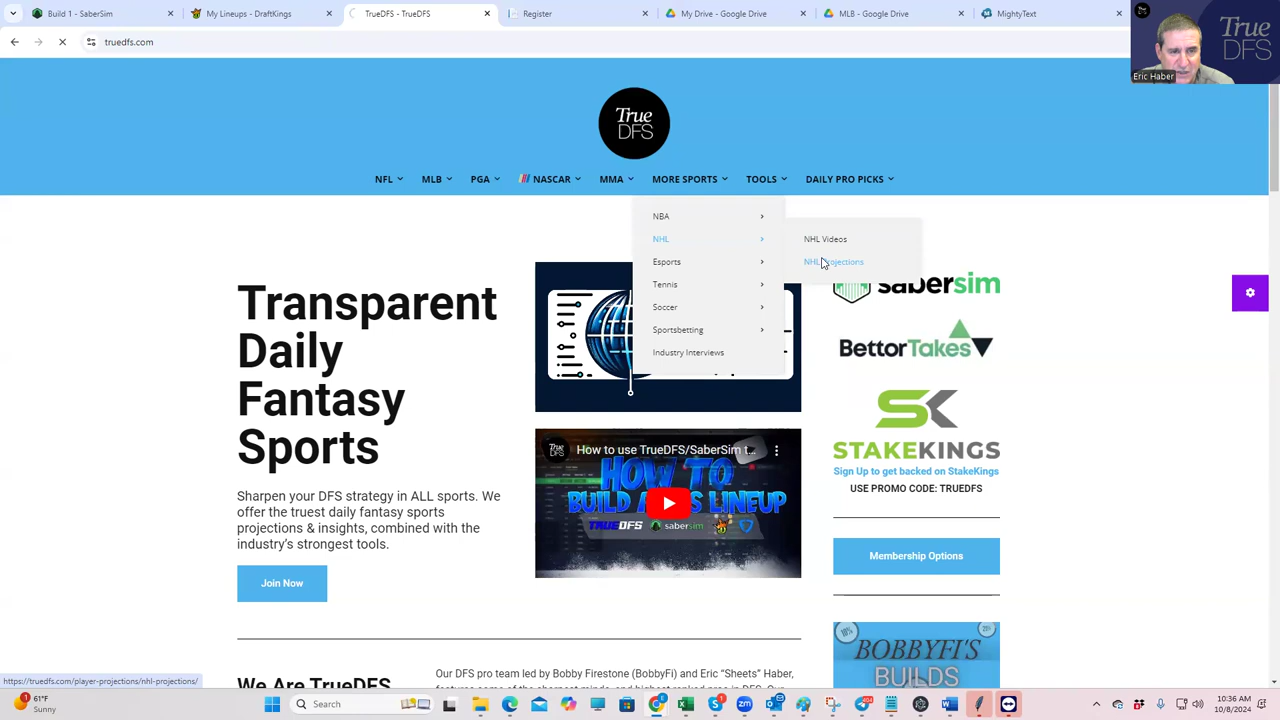 Build 1 - SaberSim
My Lineups - DraftKings
TrueDFS - TrueDFS
Register
My Drive - Google Drive
MLB - Google Drive
MightyText
truedfs.com
True
DFS
Eric Haber
True
DFS
NFL
MLB
PGA
NASCAR
MMA
MORE SPORTS
TOOLS
DAILY PRO PICKS
NBA
NHL
Esports
Tennis
Soccer
Sportsbetting
Industry Interviews
NHL Videos
NHL Projections
Transparent
Daily
Fantasy
Sports
Sharpen your DFS strategy in ALL sports. We
offer the truest daily fantasy sports
projections & insights, combined with the
industry's strongest tools.
Join Now
How to use TrueDFS/SaberSim t...
HOW TO
BUILD A DFS LINEUP
TRUEDFS
sabersim
sabersim
BettorTakes
SK
STAKEKINGS
Sign Up to get backed on StakeKings
USE PROMO CODE: TRUEDFS
Membership Options
BOBBYFI'S
BUILDS
We Are TrueDFS
Our DFS pro team led by Bobby Firestone (BobbyFi) and Eric “Sheets” Haber,
https://truedfs.com/player-projections/nhl-projections/
61°F
Sunny
Search
10:36 AM
10/8/2024